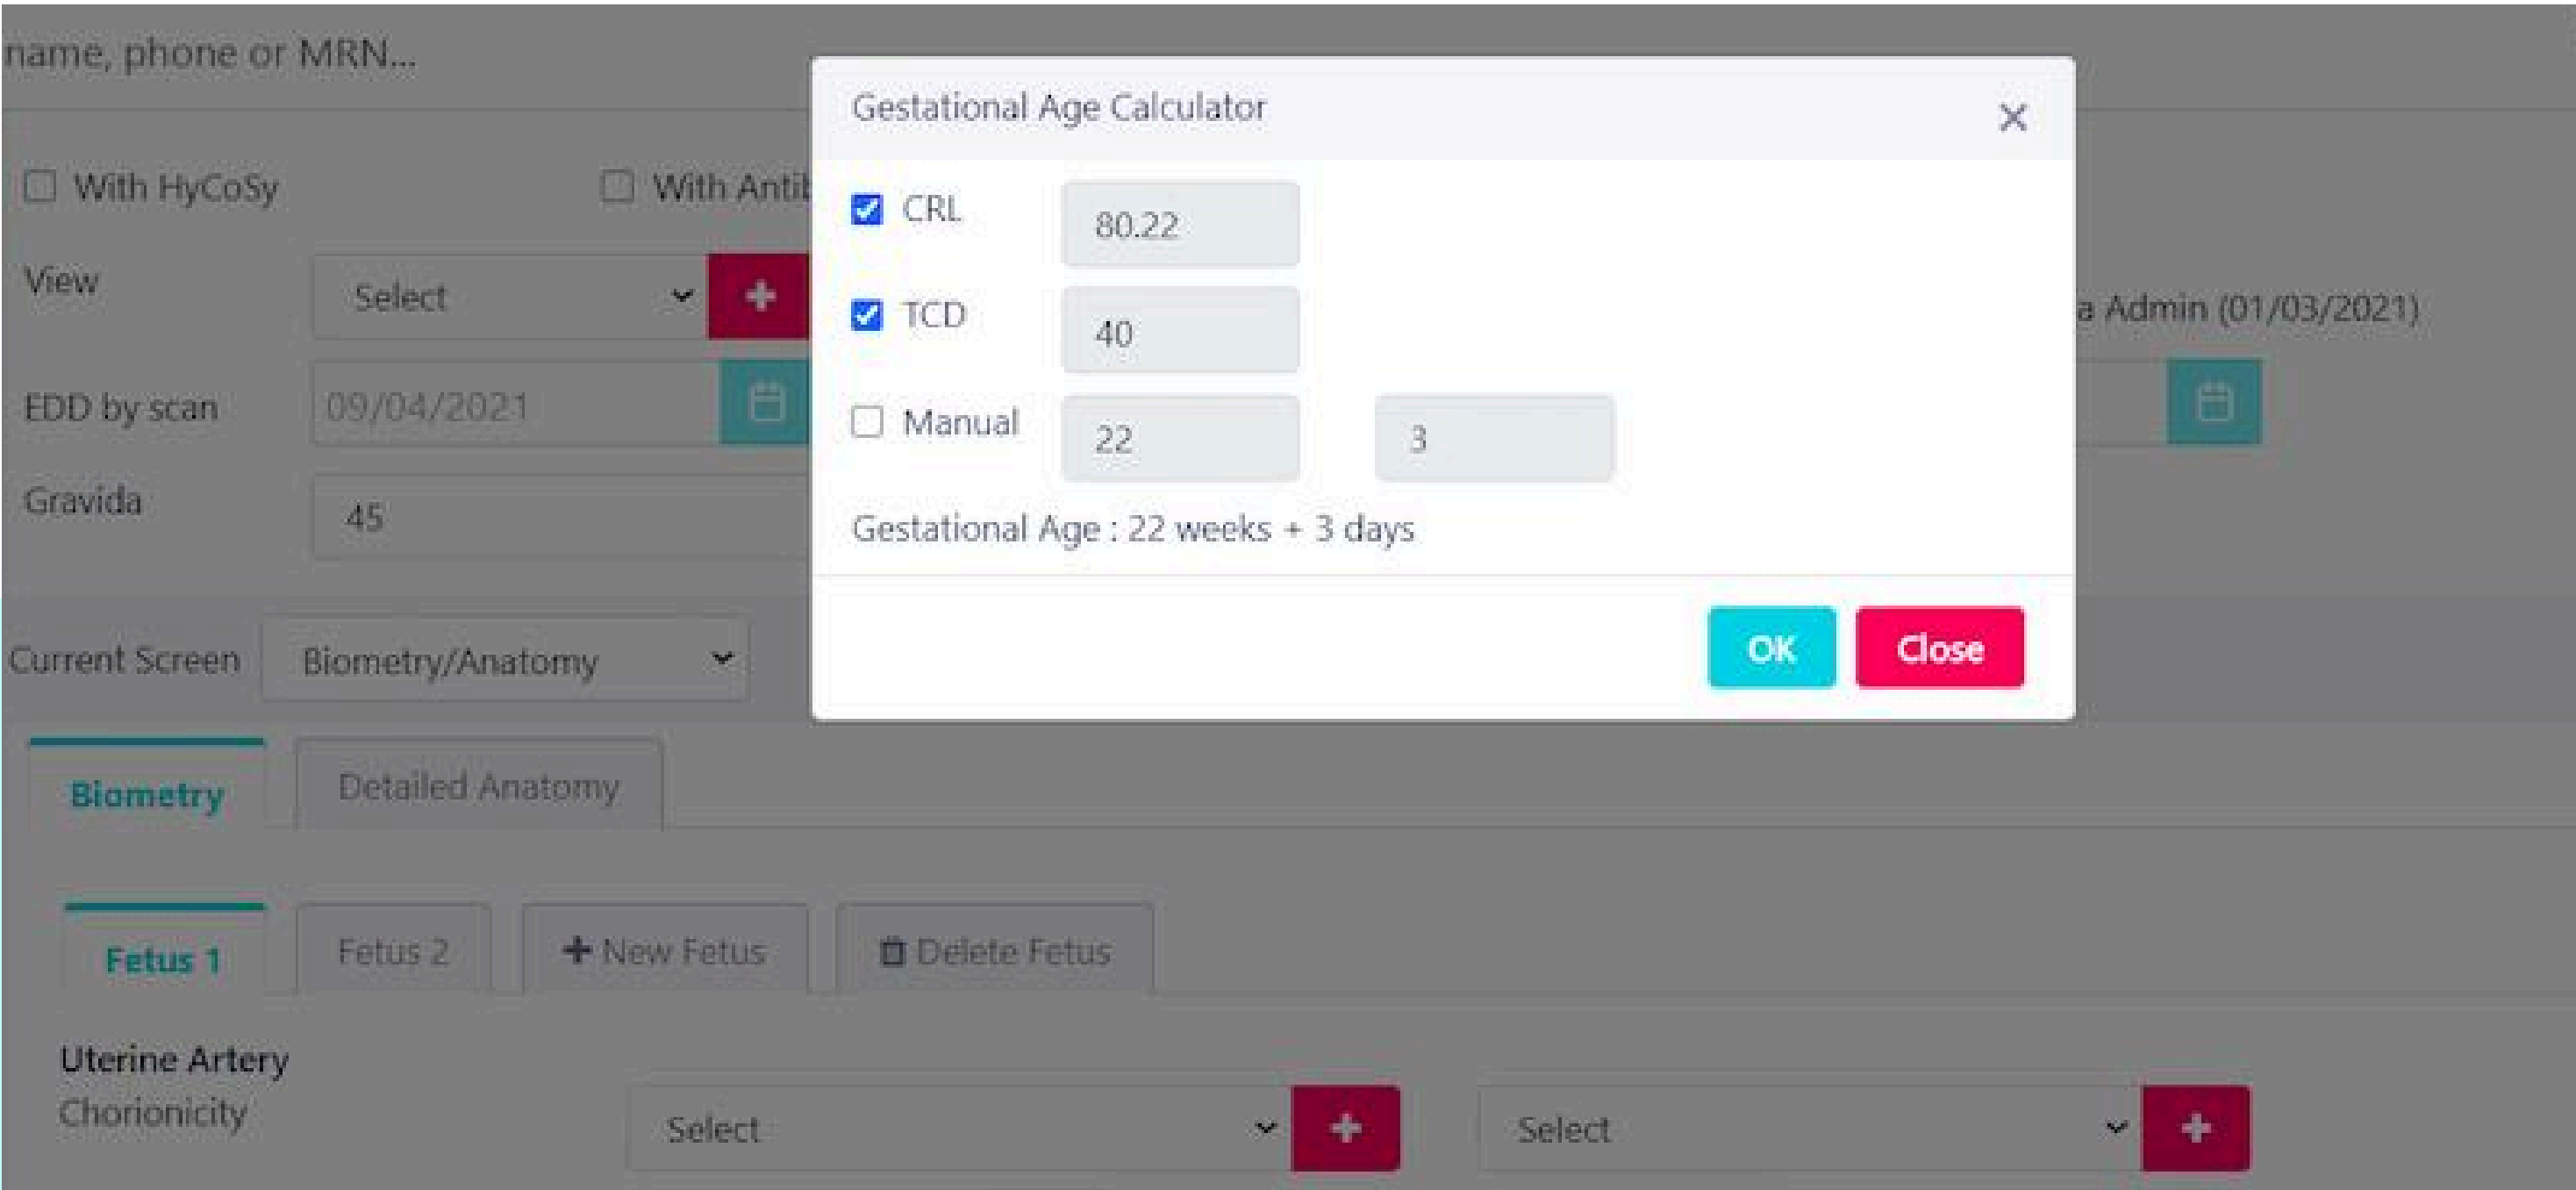 name, phone or MRN...
Gestational Age Calculator
With HyCoSy
With
CRL
80.22
View
Select
TCD
40
a Admin (01/03/2021)
EDD by scan
09/04/2021
Manual
22
3
Gravida
45
Gestational Age : 22 weeks + 3 days
Current Screen
Biometry/Anatomy
OK
Close
Biometry
Detailed Anatomy
Fetus 1
Fetus 2
New Fetus
Delete Fetus
Uterine Artery
Chorionicity
Select
Select